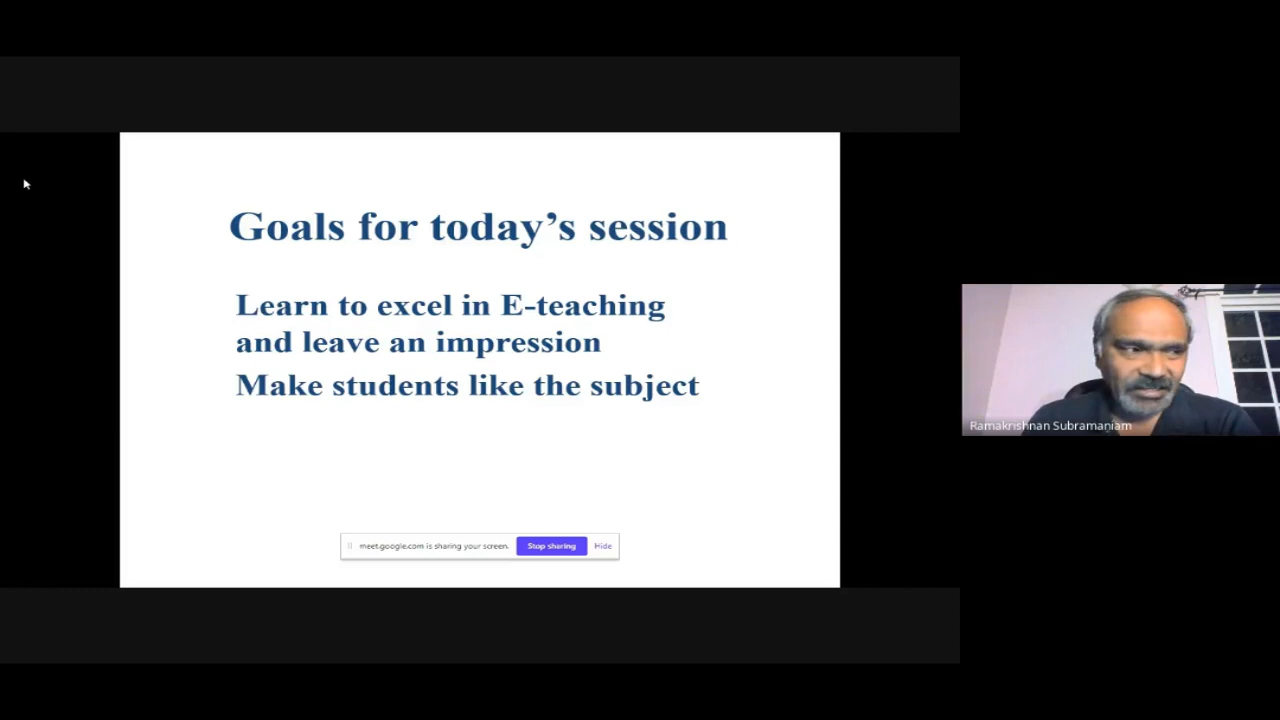 Goals for today’s session
Learn to excel in E-teaching
and leave an impression
Make students like the subject
meet.google.com is sharing your screen.
Stop sharing
Hide
Ramakrishnan Subramaniam